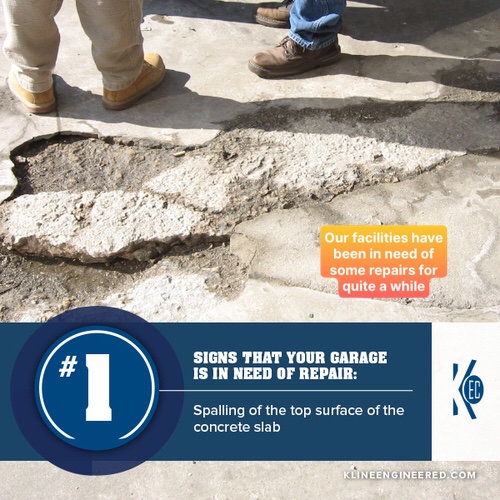 Our facilities have
been in need of
some repairs for
quite a while
#1
SIGNS THAT YOUR GARAGE
IS IN NEED OF REPAIR:
Spalling of the top surface of the
concrete slab
K EC
KLINEENGINEERED.COM